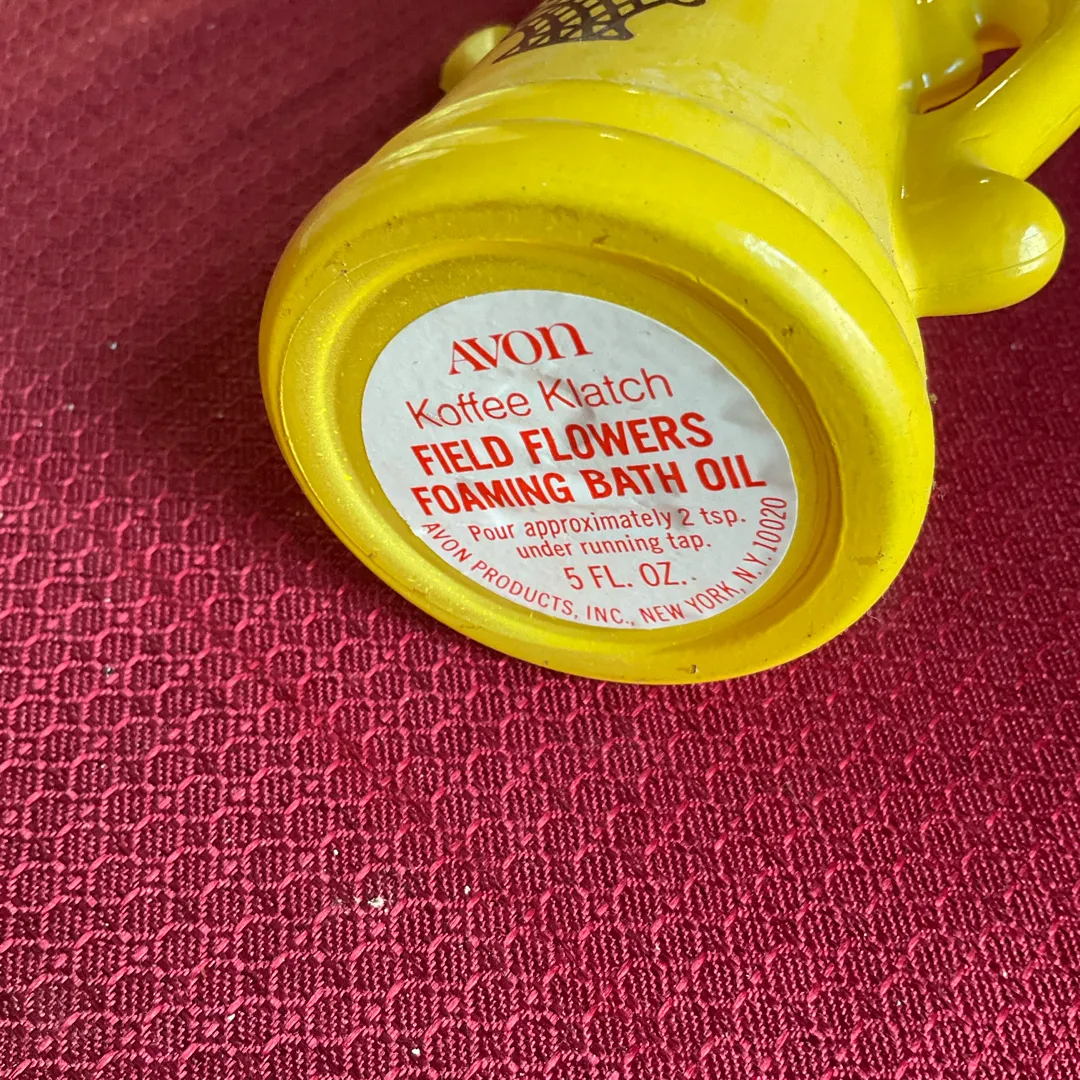 AVON
Koffee Klatch
FIELD FLOWERS
FOAMING BATH OIL
Pour approximately 2 tsp.
under running tap.
5 FL. OZ.
AVON PRODUCTS, INC., NEW YORK, N.Y. 10020